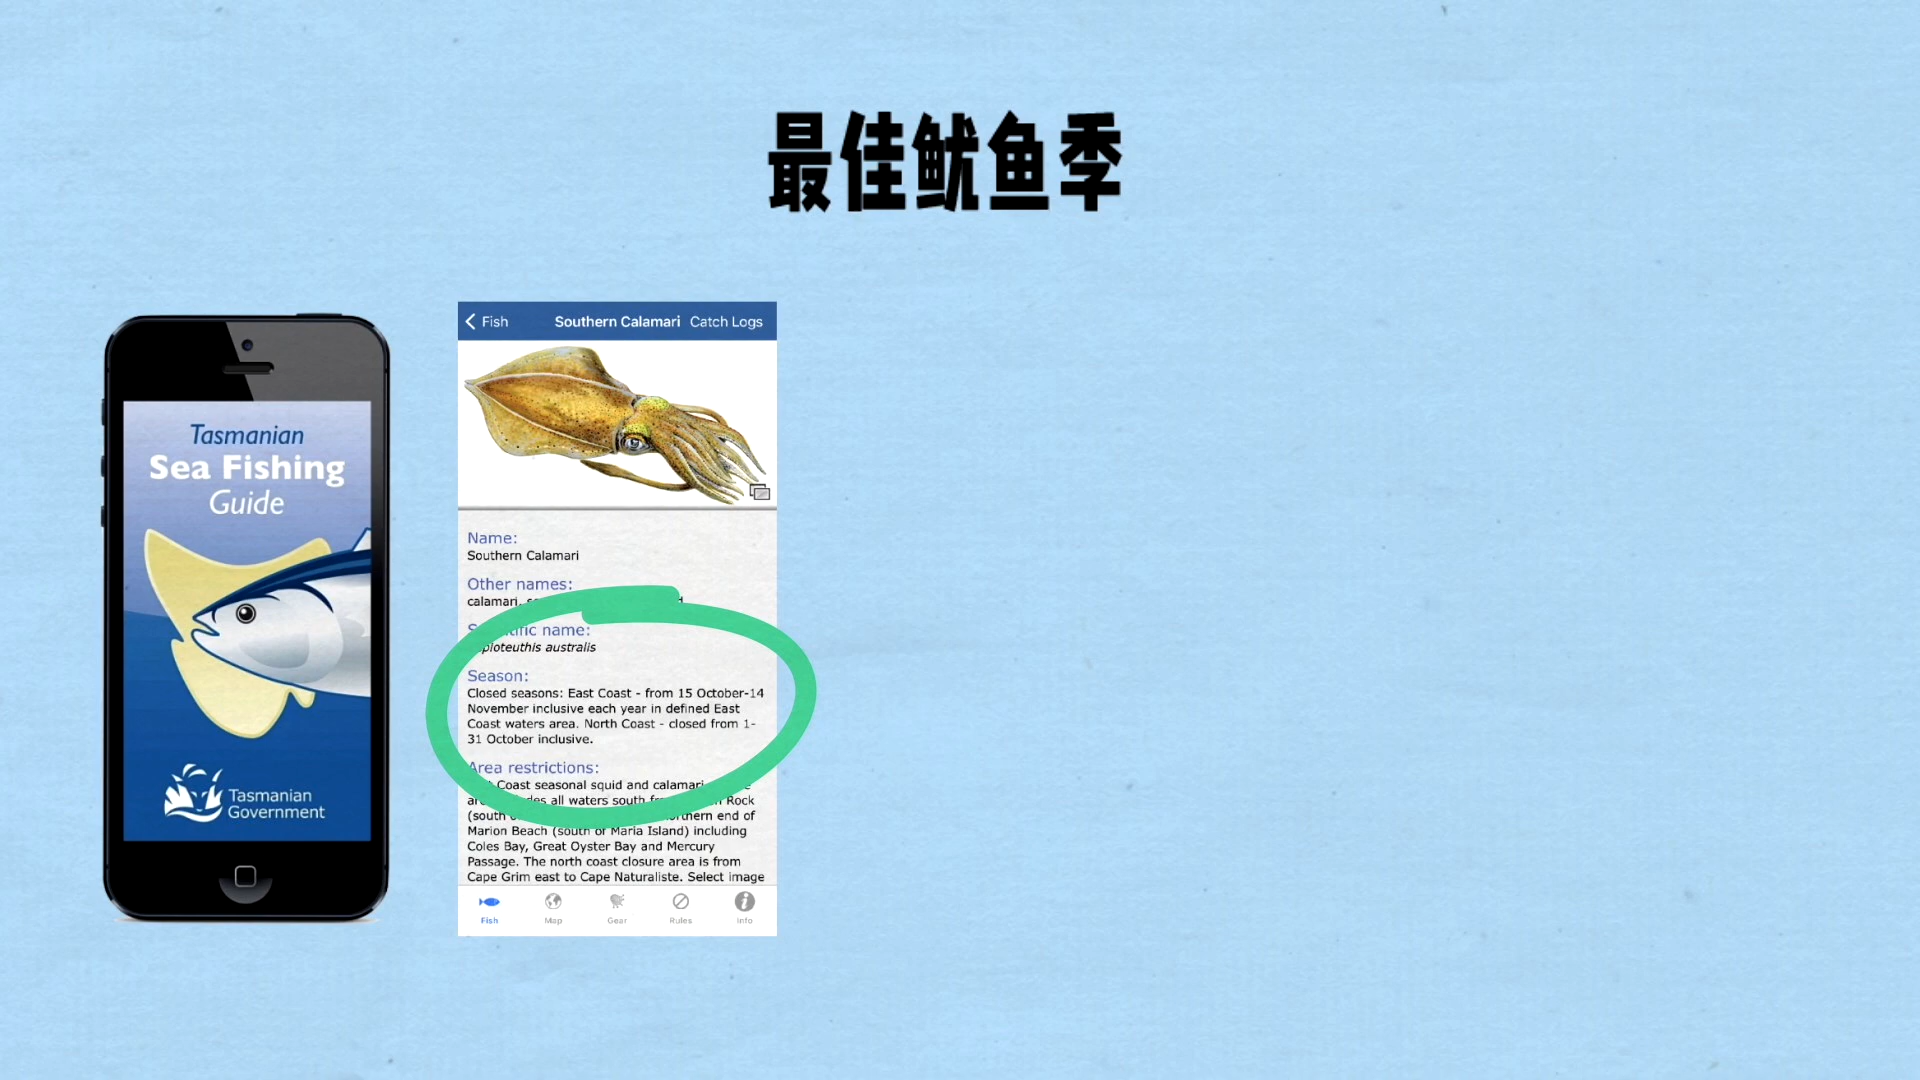 最佳鱿鱼季
Tasmanian
Sea Fishing
Guide
Tasmanian
Government
Fish
Southern Calamari
Catch Logs
Name:
Southern Calamari
Other names:
calamari,
name:
australis
Season:
Closed seasons: East Coast - from 15 October-14
November inclusive each year in defined East
Coast waters area. North Coast - closed from 1-
31 October inclusive.
Area restrictions:
Coast seasonal squid and calamari
all waters south Rock
(south northern end of
Marion Beach (south of Maria Island) including
Coles Bay, Great Oyster Bay and Mercury
Passage. The north coast closure area is from
Cape Grim east to Cape Naturaliste. Select image
Fish
Map
Gear
Rules
Info